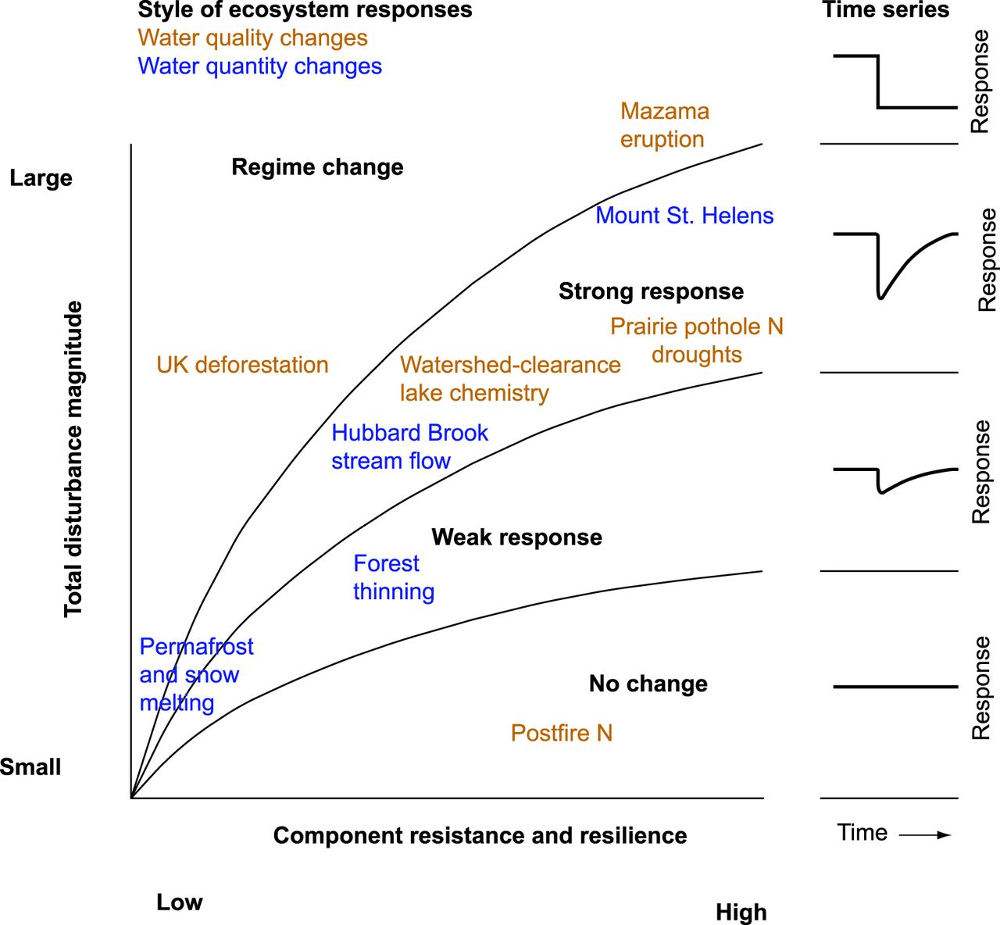 Style of ecosystem responses
Water quality changes
Water quantity changes
Time series
Response
Mazama
eruption
Regime change
Large
Mount St. Helens
Response
Strong response
Prairie pothole N
droughts
UK deforestation
Watershed-clearance
lake chemistry
Hubbard Brook
stream flow
Response
Total disturbance magnitude
Weak response
Forest
thinning
Permafrost
and snow
melting
No change
Response
Postfire N
Small
Component resistance and resilience
Time
Low
High